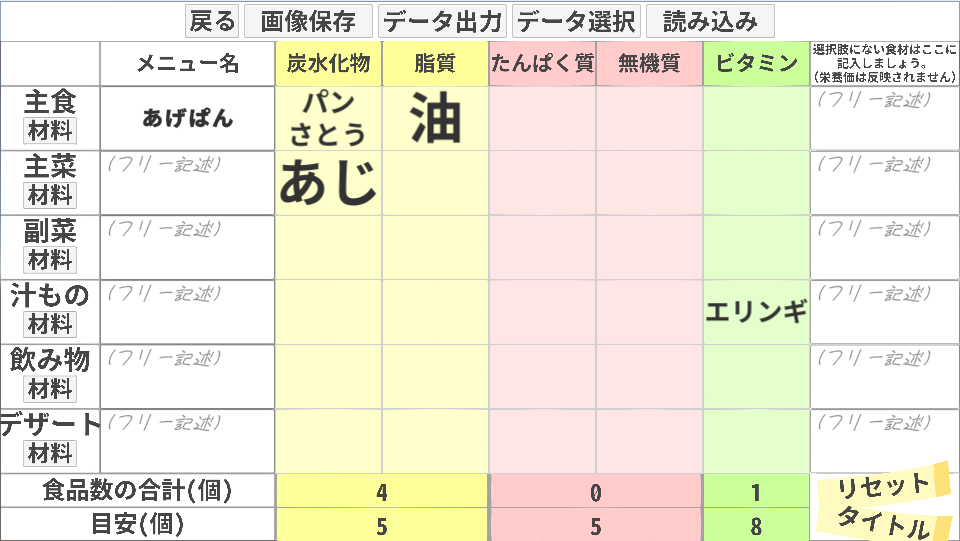 戻る 画像保存 データ出力 データ選択 読み込み
メニュー名 炭水化物 脂質 たんぱく質 無機質 ビタミン
選択肢にない食材はここに
記入しましょう。
(栄養価は反映されません)
主食
材料
あげぱん
パン
さとう
油
(フリー記述)
主菜
材料
(フリー記述)
あじ
(フリー記述)
副菜
材料
(フリー記述)
(フリー記述)
汁もの
材料
(フリー記述)
エリンギ
(フリー記述)
飲み物
材料
(フリー記述)
(フリー記述)
デザート
材料
(フリー記述)
(フリー記述)
食品数の合計(個) 4 0 1
目安(個) 5 5 8
リセット
タイトル